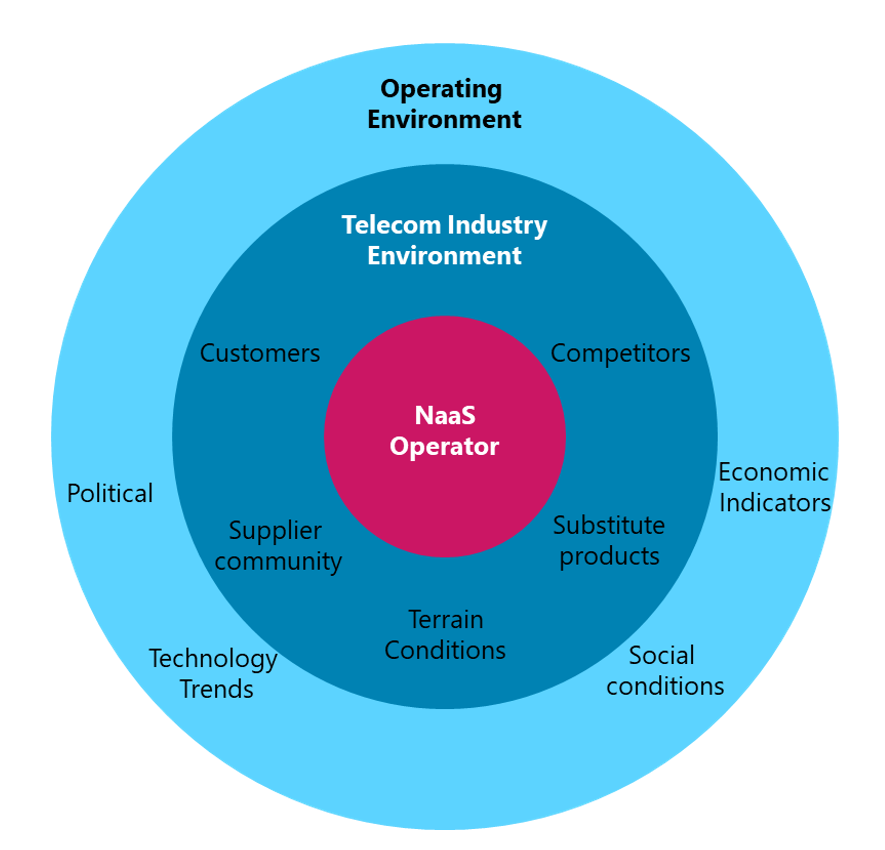 Operating
Environment
Telecom Industry
Environment
Customers
Competitors
NaaS
Operator
Political
Economic
Indicators
Supplier
community
Substitute
products
Terrain
Conditions
Technology
Trends
Social
conditions